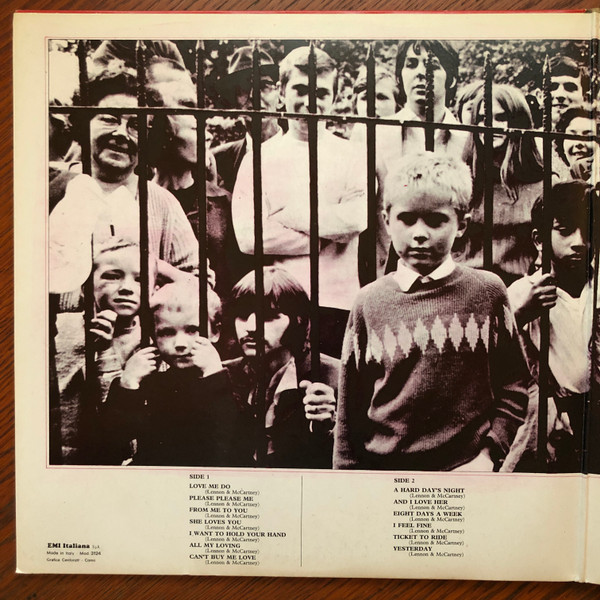 SIDE 1
LOVE ME DO
(Lennon & McCartney)
PLEASE PLEASE ME
(Lennon & McCartney)
FROM ME TO YOU
(Lennon & McCartney)
SHE LOVES YOU
(Lennon & McCartney)
I WANT TO HOLD YOUR HAND
(Lennon & McCartney)
ALL MY LOVING
(Lennon & McCartney)
CAN'T BUY ME LOVE
(Lennon & McCartney)
SIDE 2
A HARD DAY'S NIGHT
(Lennon & McCartney)
AND I LOVE HER
(Lennon & McCartney)
EIGHT DAYS A WEEK
(Lennon & McCartney)
I FEEL FINE
(Lennon & McCartney)
TICKET TO RIDE
(Lennon & McCartney)
YESTERDAY
(Lennon & McCartney)
EMI Italiana
Made in Italy - Mod. 3104